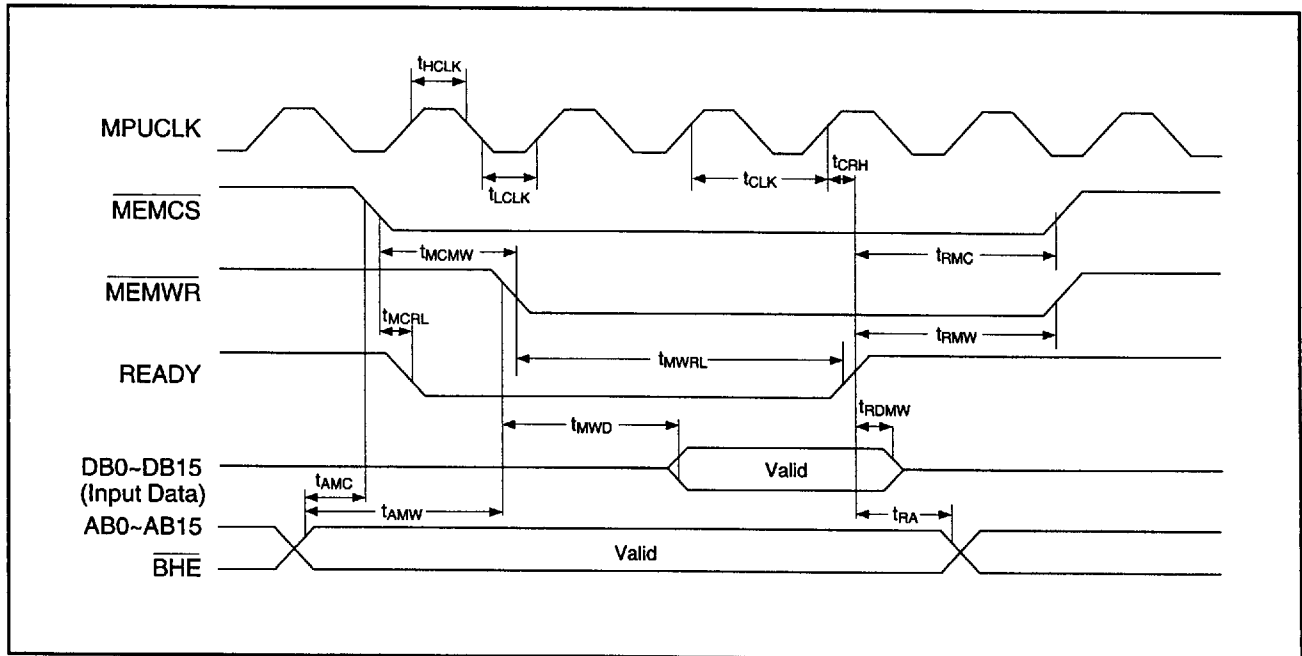 tHCLK
MPUCLK
tCRH
tLCLK
tCLK
MEMCS
tMCMW
tRMC
MEMWR
tMCRL
tRMW
READY
tMWRL
tRDMW
tMWD
DB0~DB15
(Input Data)
Valid
tAMC
tAMW
tRA
AB0~AB15
BHE
Valid